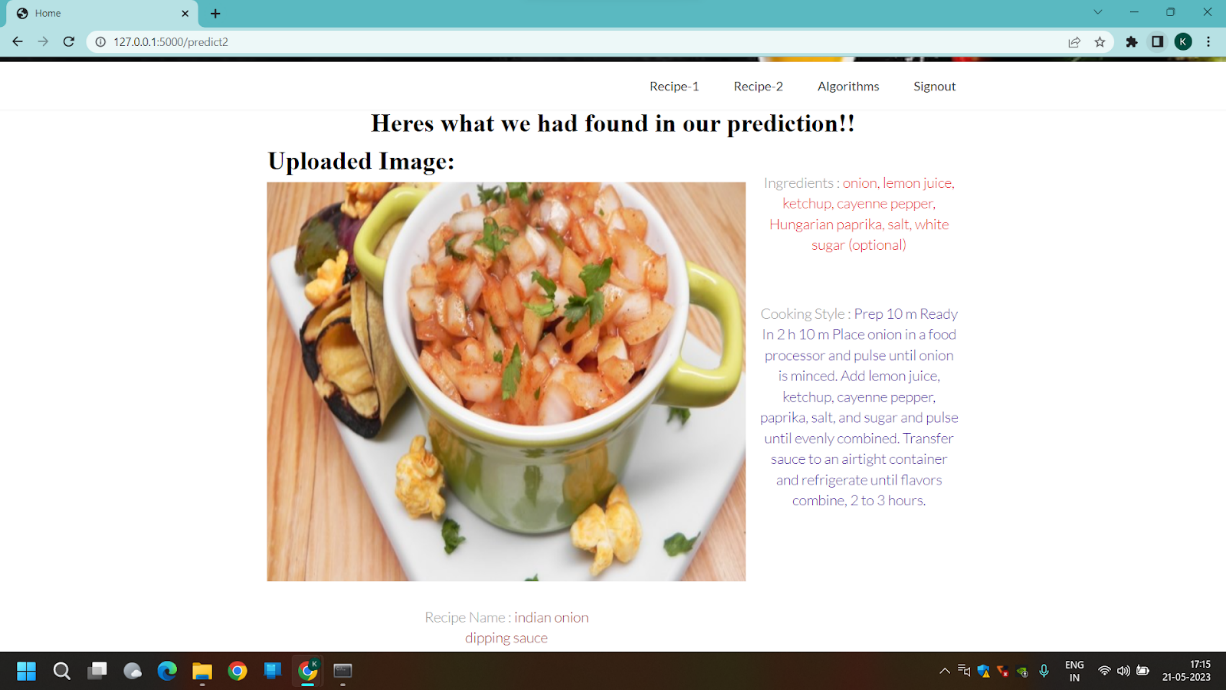 Home
127.0.0.1:5000/predict2
K
Recipe-1 Recipe-2 Algorithms Signout
Heres what we had found in our prediction!!
Uploaded Image:
Ingredients : onion, lemon juice,
ketchup, cayenne pepper,
Hungarian paprika, salt, white
sugar (optional)
Cooking Style : Prep 10 m Ready
In 2 h 10 m Place onion in a food
processor and pulse until onion
is minced. Add lemon juice,
ketchup, cayenne pepper,
paprika, salt, and sugar and pulse
until evenly combined. Transfer
sauce to an airtight container
and refrigerate until flavors
combine, 2 to 3 hours.
Recipe Name : indian onion
dipping sauce
K
ENG
IN
17:15
21-05-2023